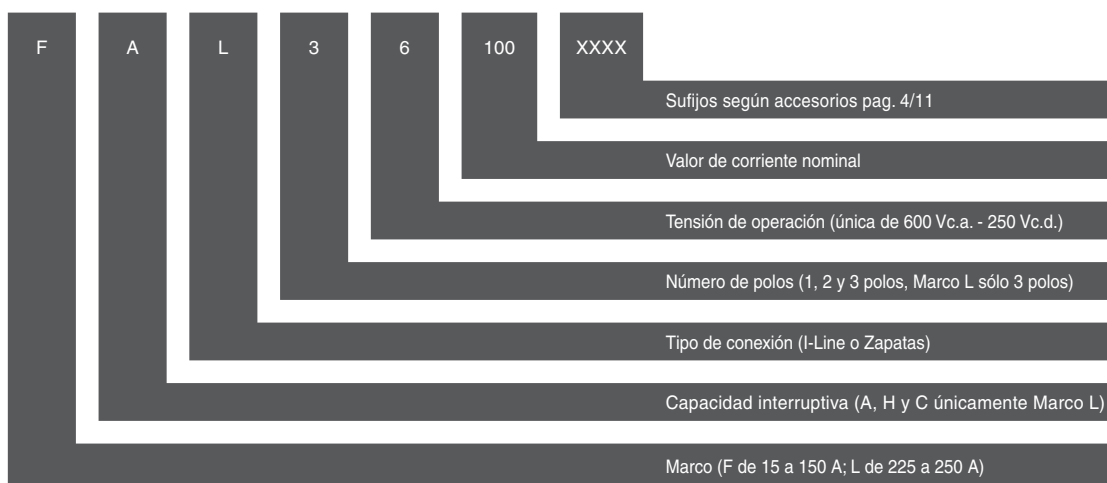 F A L 3 6 100 XXXX
Sufijos según accesorios pag. 4/11
Valor de corriente nominal
Tensión de operación (única de 600 Vc.a. - 250 Vc.d.)
Número de polos (1, 2 y 3 polos, Marco L sólo 3 polos)
Tipo de conexión (I-Line o Zapatas)
Capacidad interruptiva (A, H y C únicamente Marco L)
Marco (F de 15 a 150 A; L de 225 a 250 A)